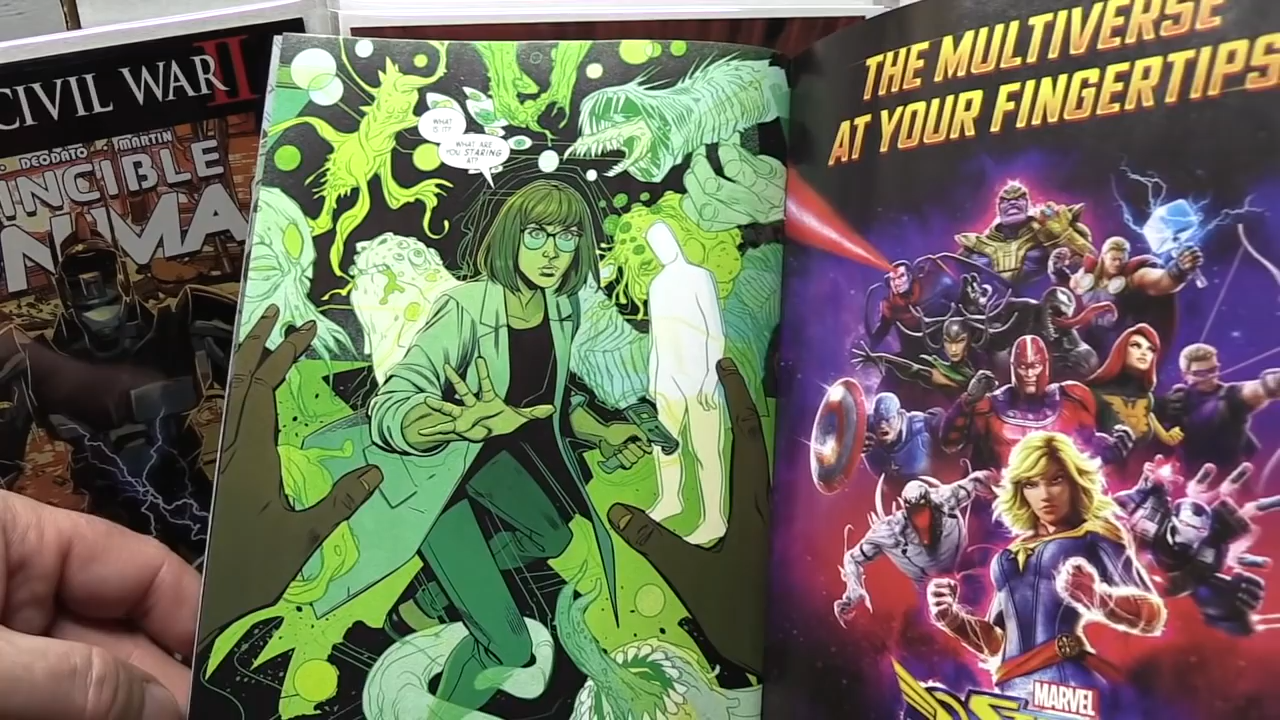 CIVIL WAR II
DEODATO MARTIN
INCIBLE
WHAT
IS IT?
WHAT ARE
YOU STARING
AT?
THE MULTIVERSE
AT YOUR FINGERTIPS
MARVEL